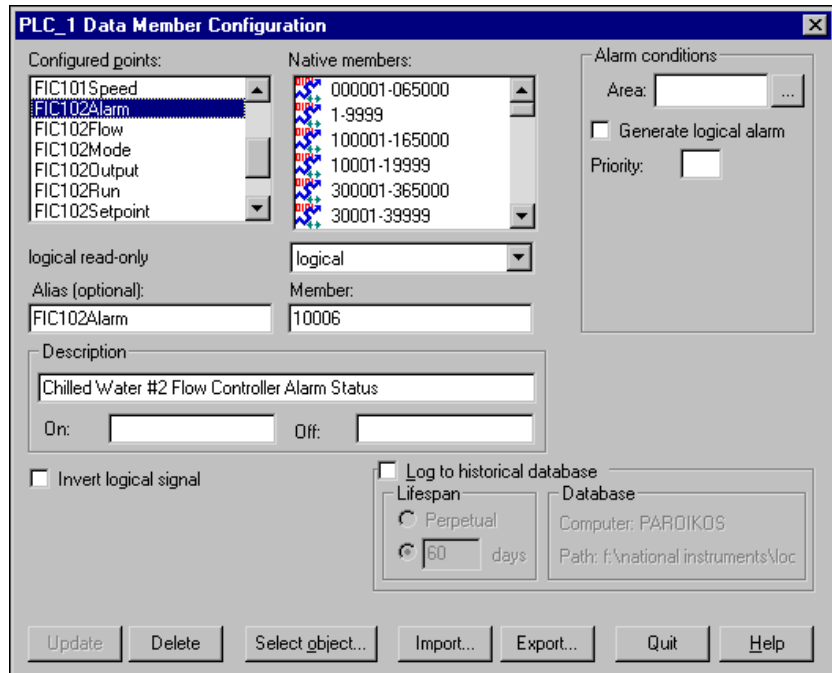 PLC_1 Data Member Configuration
Configured points:
FIC101Speed
FIC102Alarm
FIC102Flow
FIC102Mode
FIC102Output
FIC102Run
FIC102Setpoint
Native members:
000001-065000
1-9999
100001-165000
10001-19999
300001-365000
30001-39999
Alarm conditions
Area:
...
Generate logical alarm
Priority:
logical read-only
logical
Alias (optional):
Member:
FIC102Alarm
10006
Description
Chilled Water #2 Flow Controller Alarm Status
On:
Off:
Invert logical signal
Log to historical database
Lifespan
Perpetual
60 days
Database
Computer: PAROIKOS
Path: f:\national instruments\loc
Update
Delete
Select object...
Import...
Export...
Quit
Help